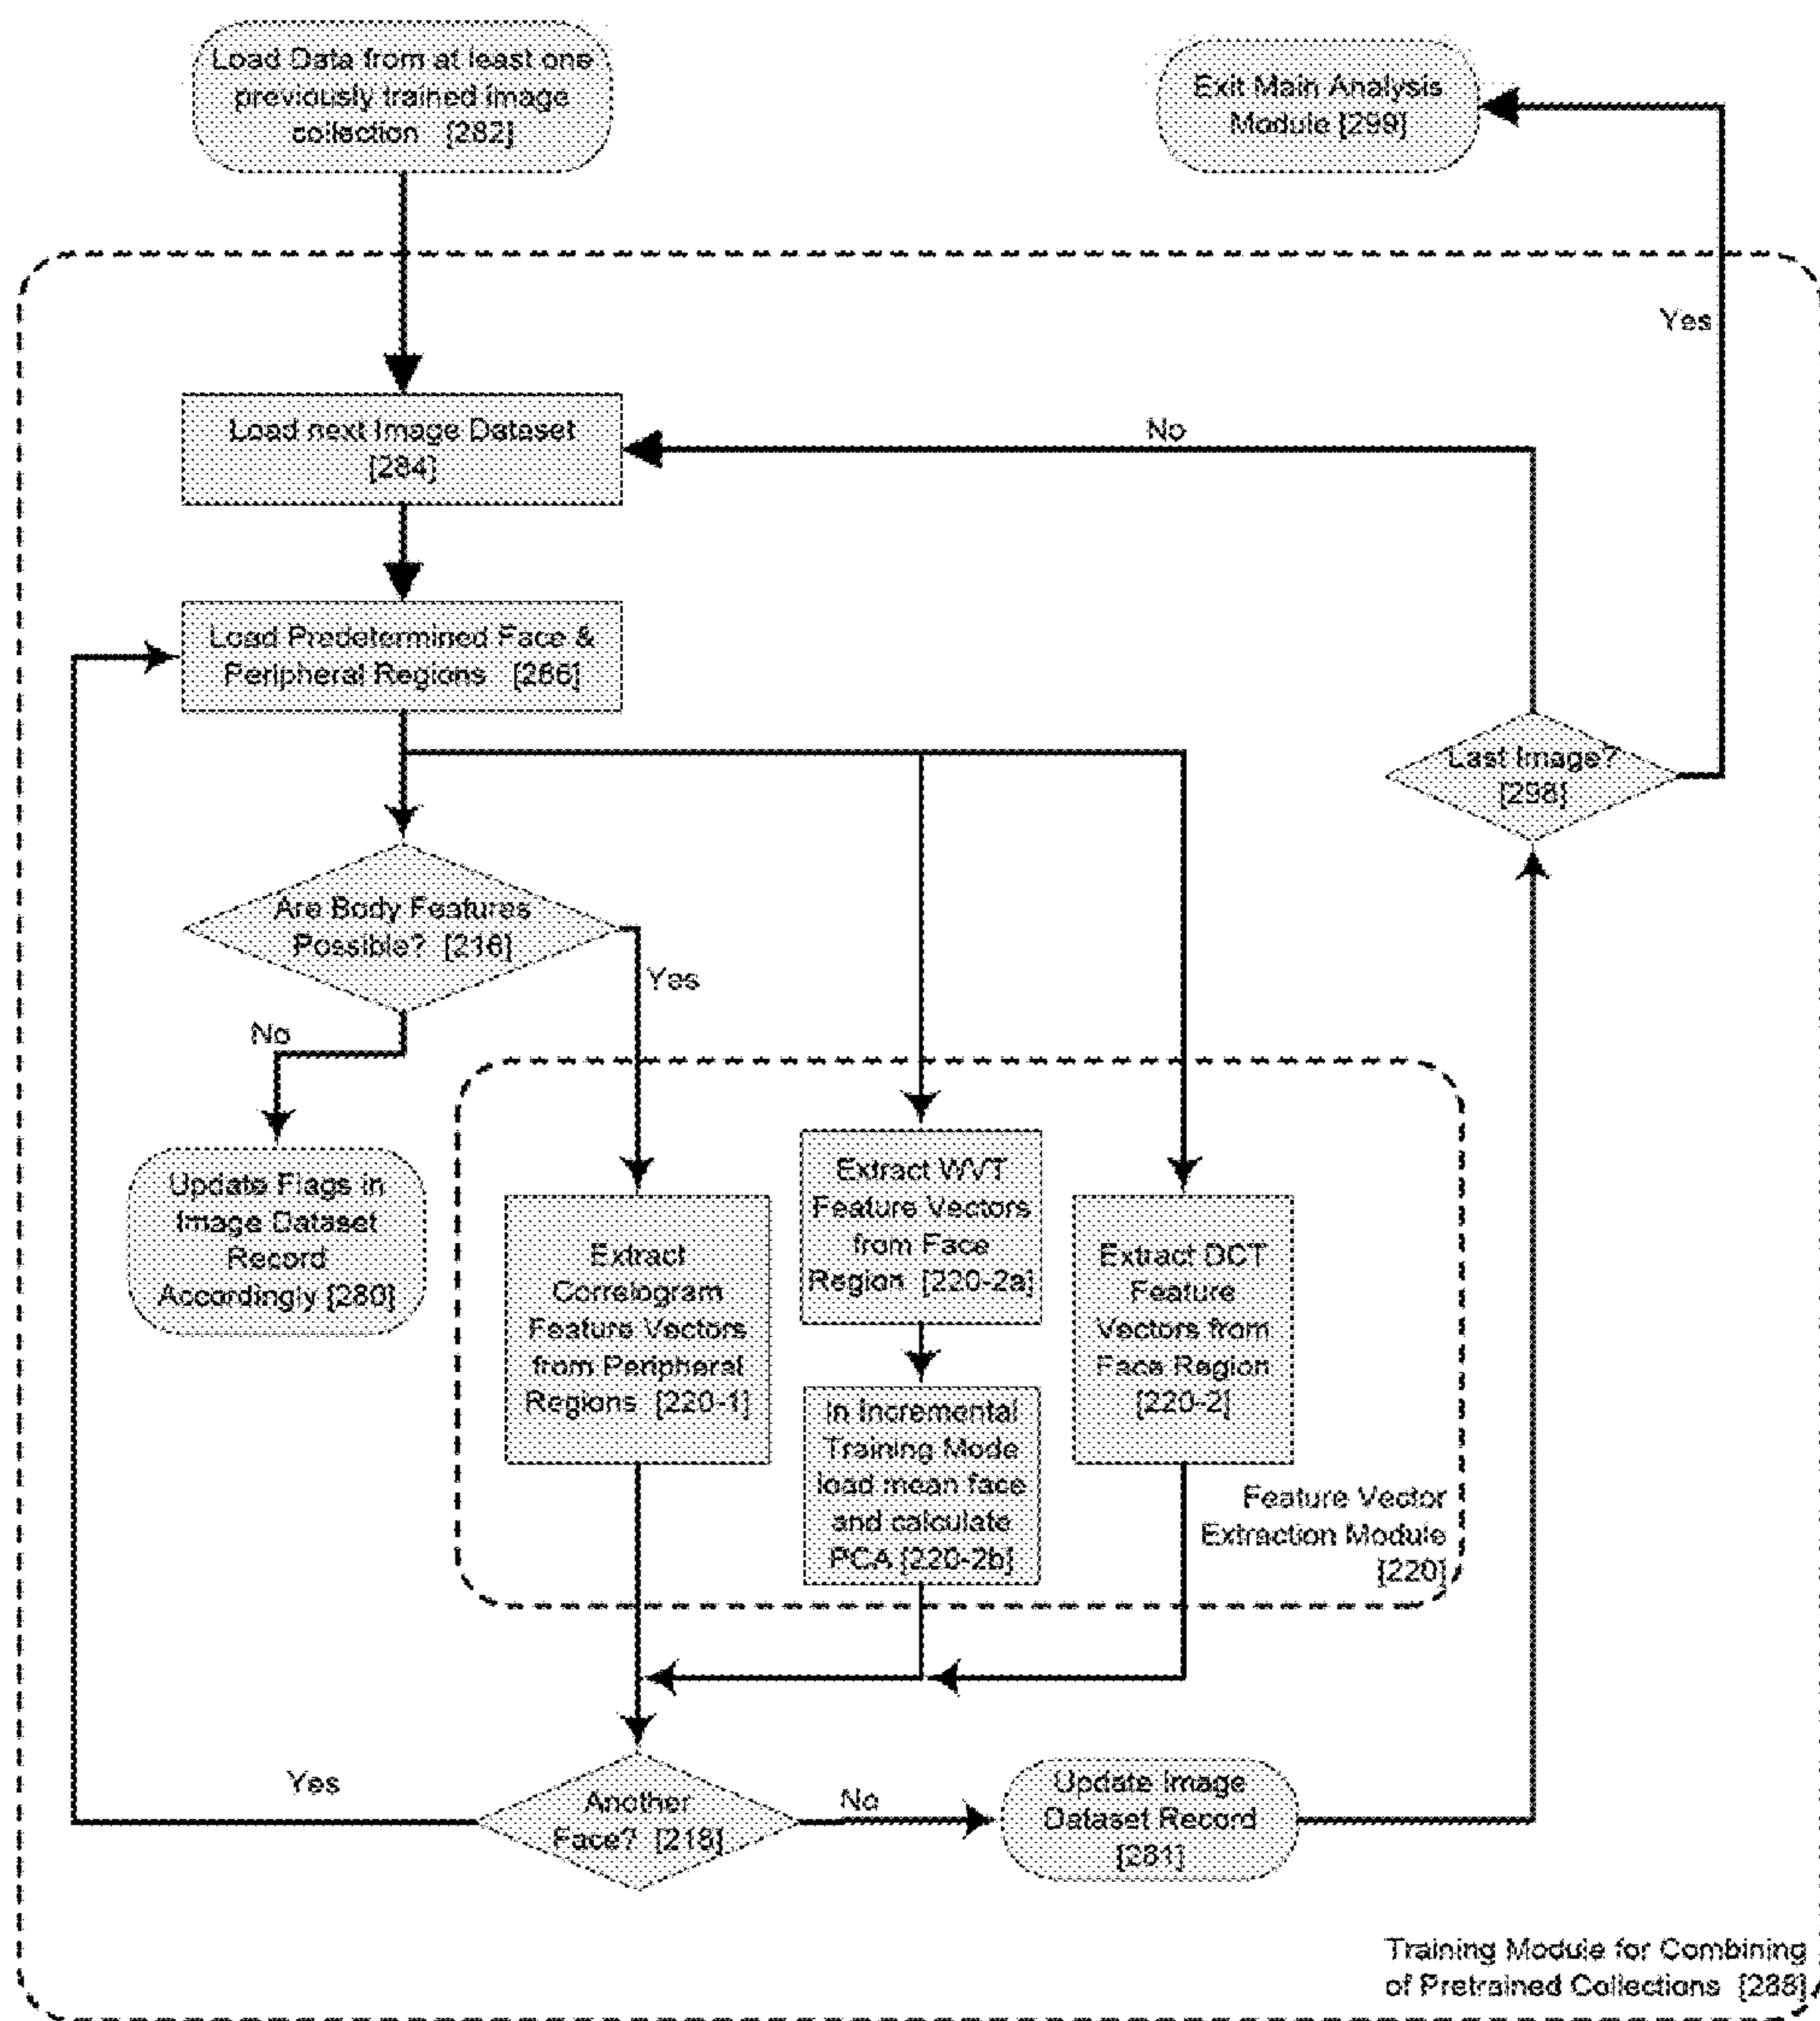 Load Data from at least one
previously trained image
collection [282]
Exit Main Analysis
Module [299]
Yes
Load next Image Dataset
[284]
No
Load Predetermined Face &
Peripheral Regions [286]
Last Image?
[298]
Are Body Features
Possible? [216]
Yes
No
Update Flags in
Image Dataset
Record
Accordingly [280]
Extract
Correlogram
Feature Vectors
from Peripheral
Regions [220-1]
Extract WVT
Feature Vectors
from Face
Region [220-2a]
In Incremental
Training Mode
load mean face
and calculate
PCA [220-2b]
Extract DCT
Feature
Vectors from
Face Region
[220-2]
Feature Vector
Extraction Module
[220]
Yes
Another
Face? [218]
No
Update Image
Dataset Record
[281]
Training Module for Combining
of Pretrained Collections [288]